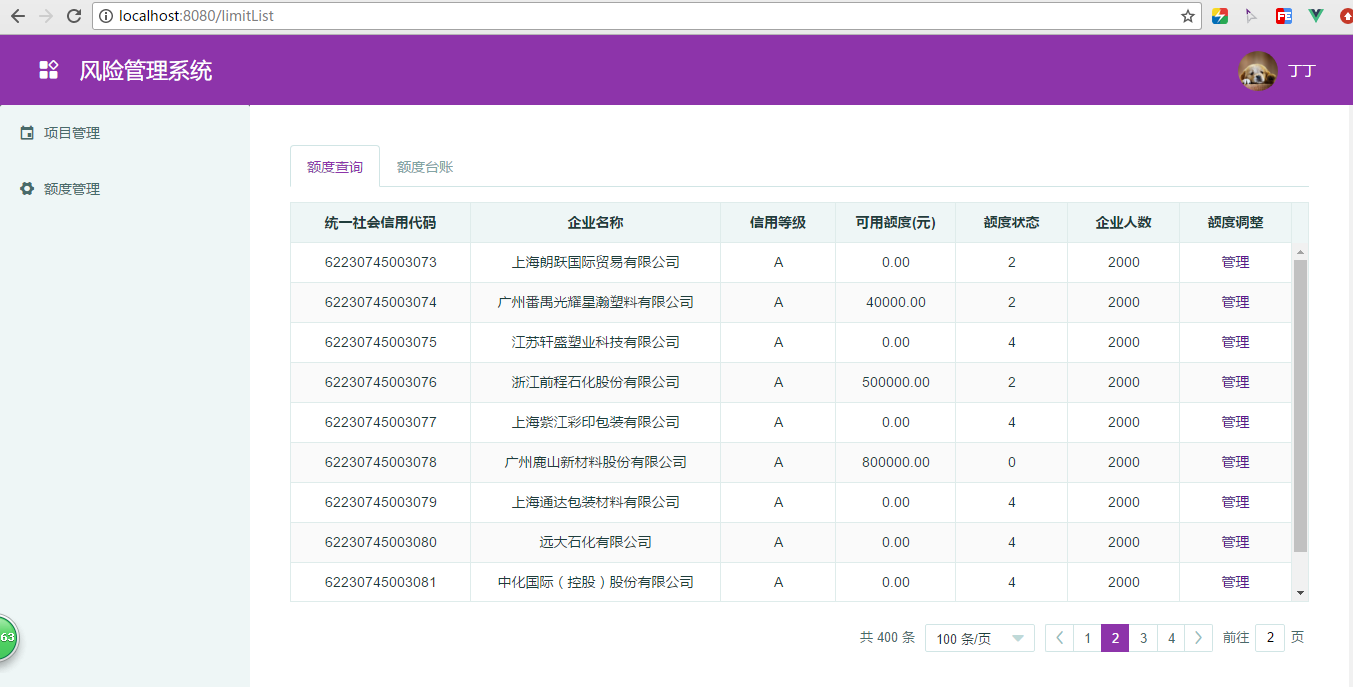 localhost:8080/limitList
FE
风险管理系统
丁丁
项目管理
额度管理
额度查询 额度台账
统一社会信用代码 企业名称 信用等级 可用额度(元) 额度状态 企业人数 额度调整
62230745003073 上海朗跃国际贸易有限公司 A 0.00 2 2000 管理
62230745003074 广州番禺光耀星瀚塑料有限公司 A 40000.00 2 2000 管理
62230745003075 江苏轩盛塑业科技有限公司 A 0.00 4 2000 管理
62230745003076 浙江前程石化股份有限公司 A 500000.00 2 2000 管理
62230745003077 上海紫江彩印包装有限公司 A 0.00 4 2000 管理
62230745003078 广州鹿山新材料股份有限公司 A 800000.00 0 2000 管理
62230745003079 上海通达包装材料有限公司 A 0.00 4 2000 管理
62230745003080 远大石化有限公司 A 0.00 4 2000 管理
62230745003081 中化国际（控股）股份有限公司 A 0.00 4 2000 管理
63
共 400 条 100 条/页 1 2 3 4 前往 2 页